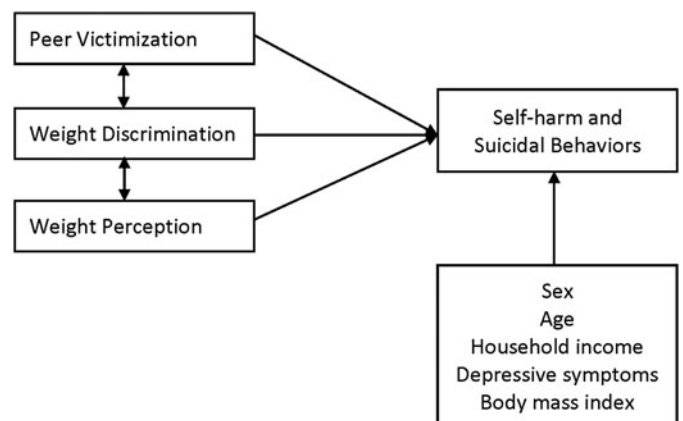 Peer Victimization
Weight Discrimination
Weight Perception
Self-harm and
Suicidal Behaviors
Sex
Age
Household income
Depressive symptoms
Body mass index